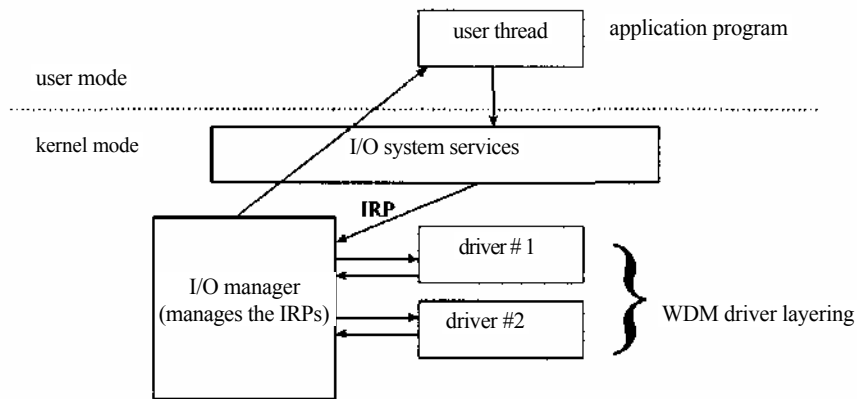 user thread
application program
user mode
kernel mode
I/O system services
IRP
driver # 1
I/O manager
(manages the IRPs)
driver #2
WDM driver layering